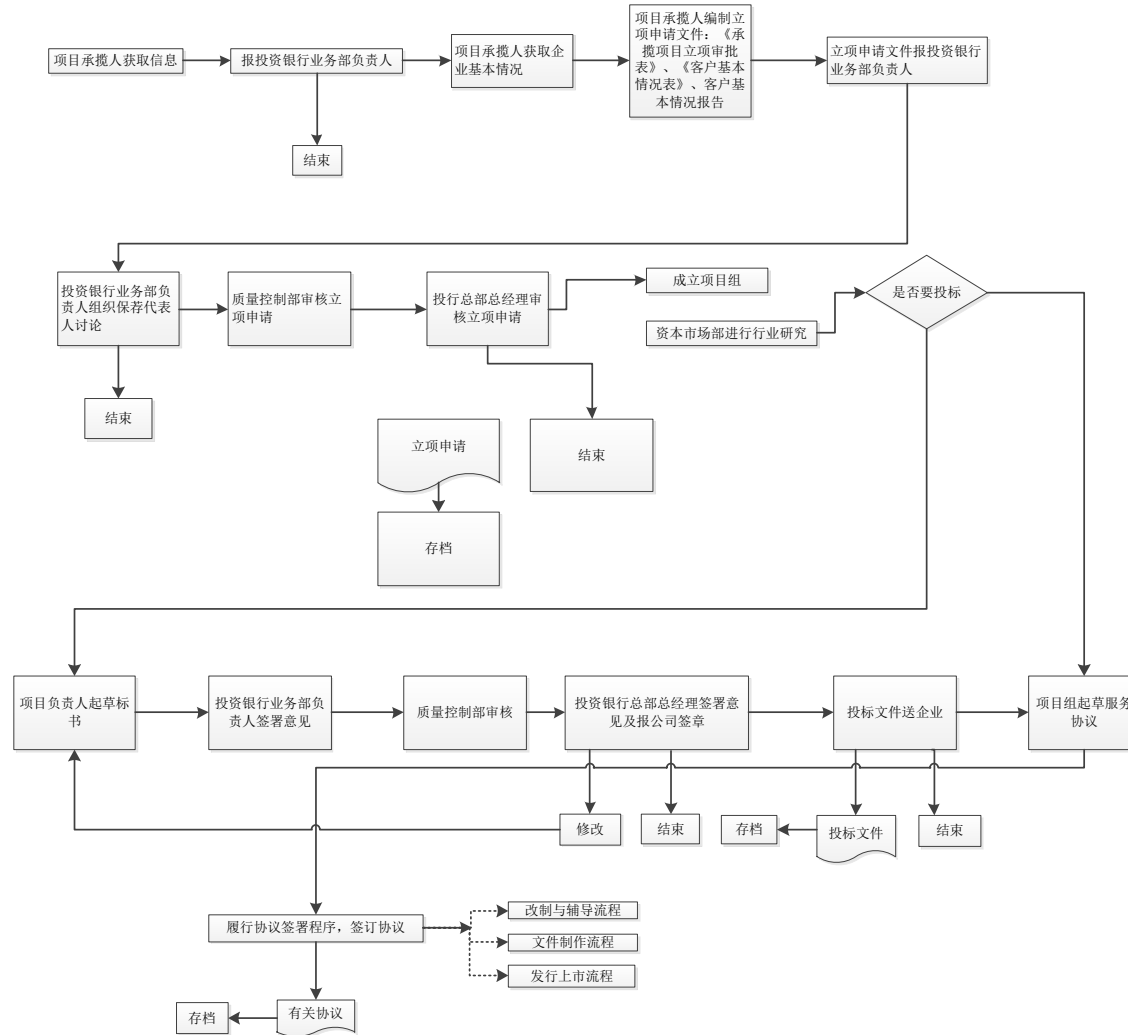 项目承揽人获取信息
报投资银行业务部负责人
项目承揽人获取企
业基本情况
项目承揽人编制立
项申请文件：《承
揽项目立项审批
表》、《客户基本
情况表》、客户基
本情况报告
立项申请文件报投资银行
业务部负责人
结束
投资银行业务部负
责人组织保荐代表
人讨论
质量控制部审核立
项申请
投行总部总经理审
核立项申请
成立项目组
资本市场部进行行业研究
是否要投标
结束
立项申请
结束
存档
项目负责人起草标
书
投资银行业务部负
责人签署意见
质量控制部审核
投资银行总部总经理签署意
见及报公司签章
投标文件送企业
项目组起草服务
协议
修改
结束
存档
投标文件
结束
履行协议签署程序，签订协议
改制与辅导流程
文件制作流程
发行上市流程
存档
有关协议